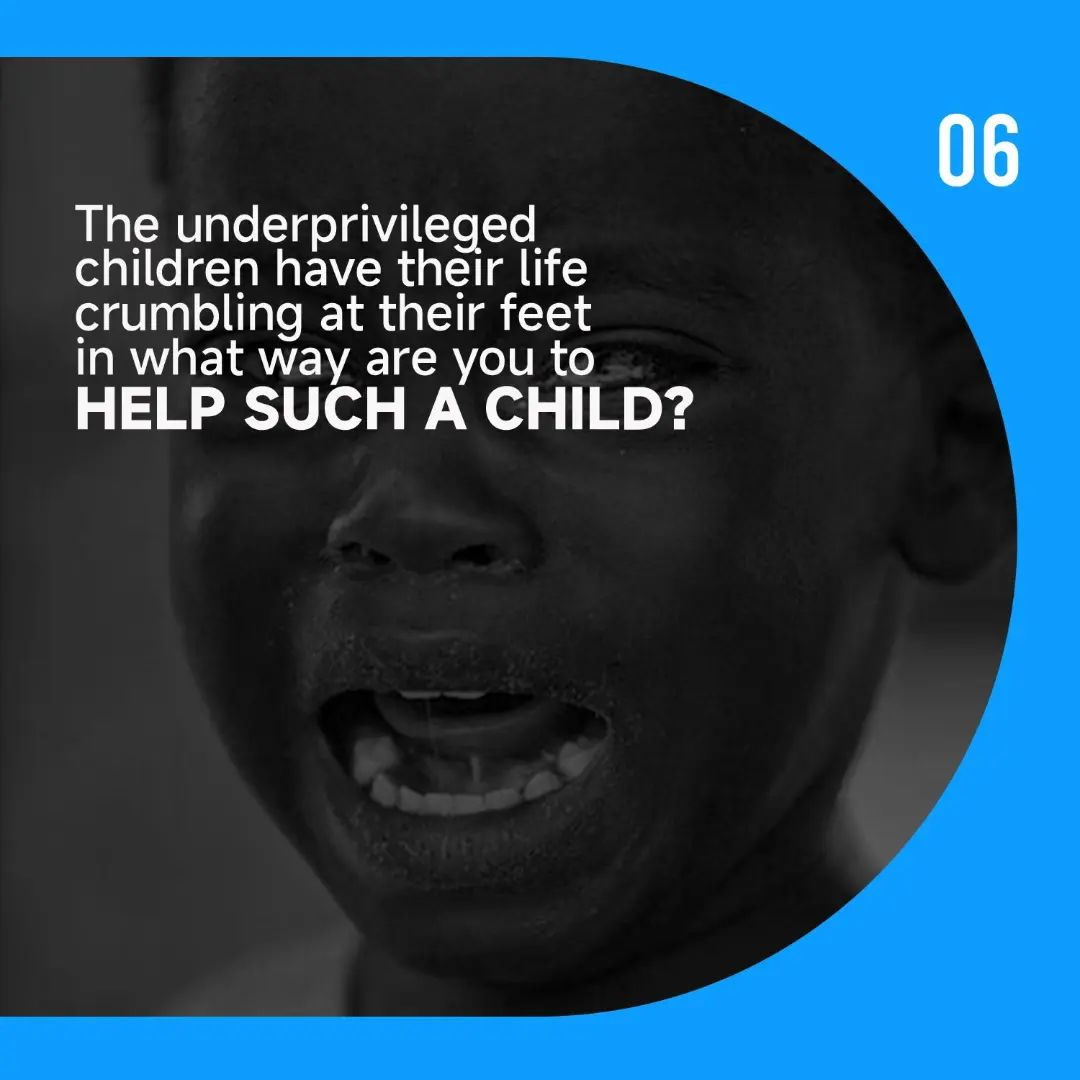 06
The underprivileged
children have their life
crumbling at their feet
in what way are you to
HELP SUCH A CHILD?